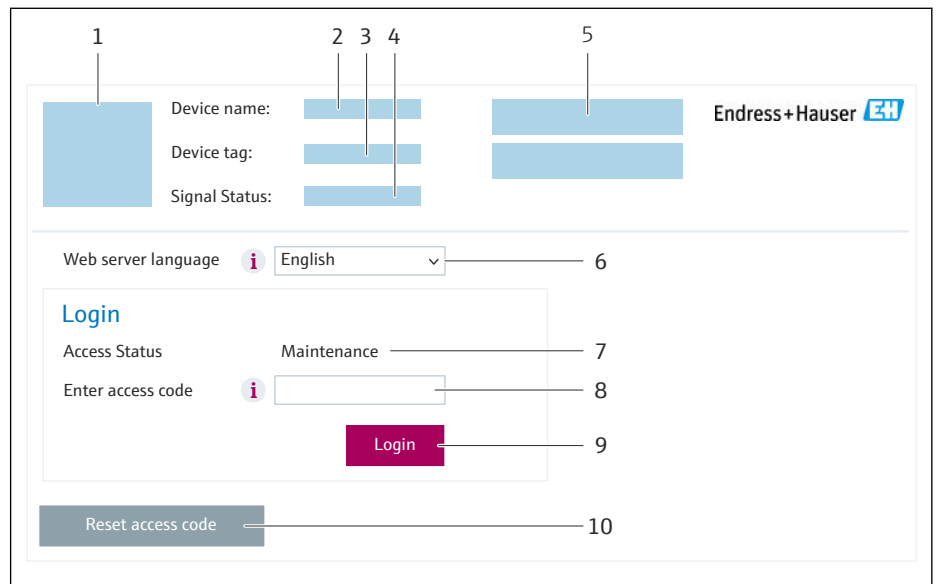 1 2 3 4 5
Device name:
Endress+Hauser EH
Device tag:
Signal Status:
Web server language i English 6
Login
Access Status Maintenance 7
Enter access code i 8
Login 9
Reset access code 10